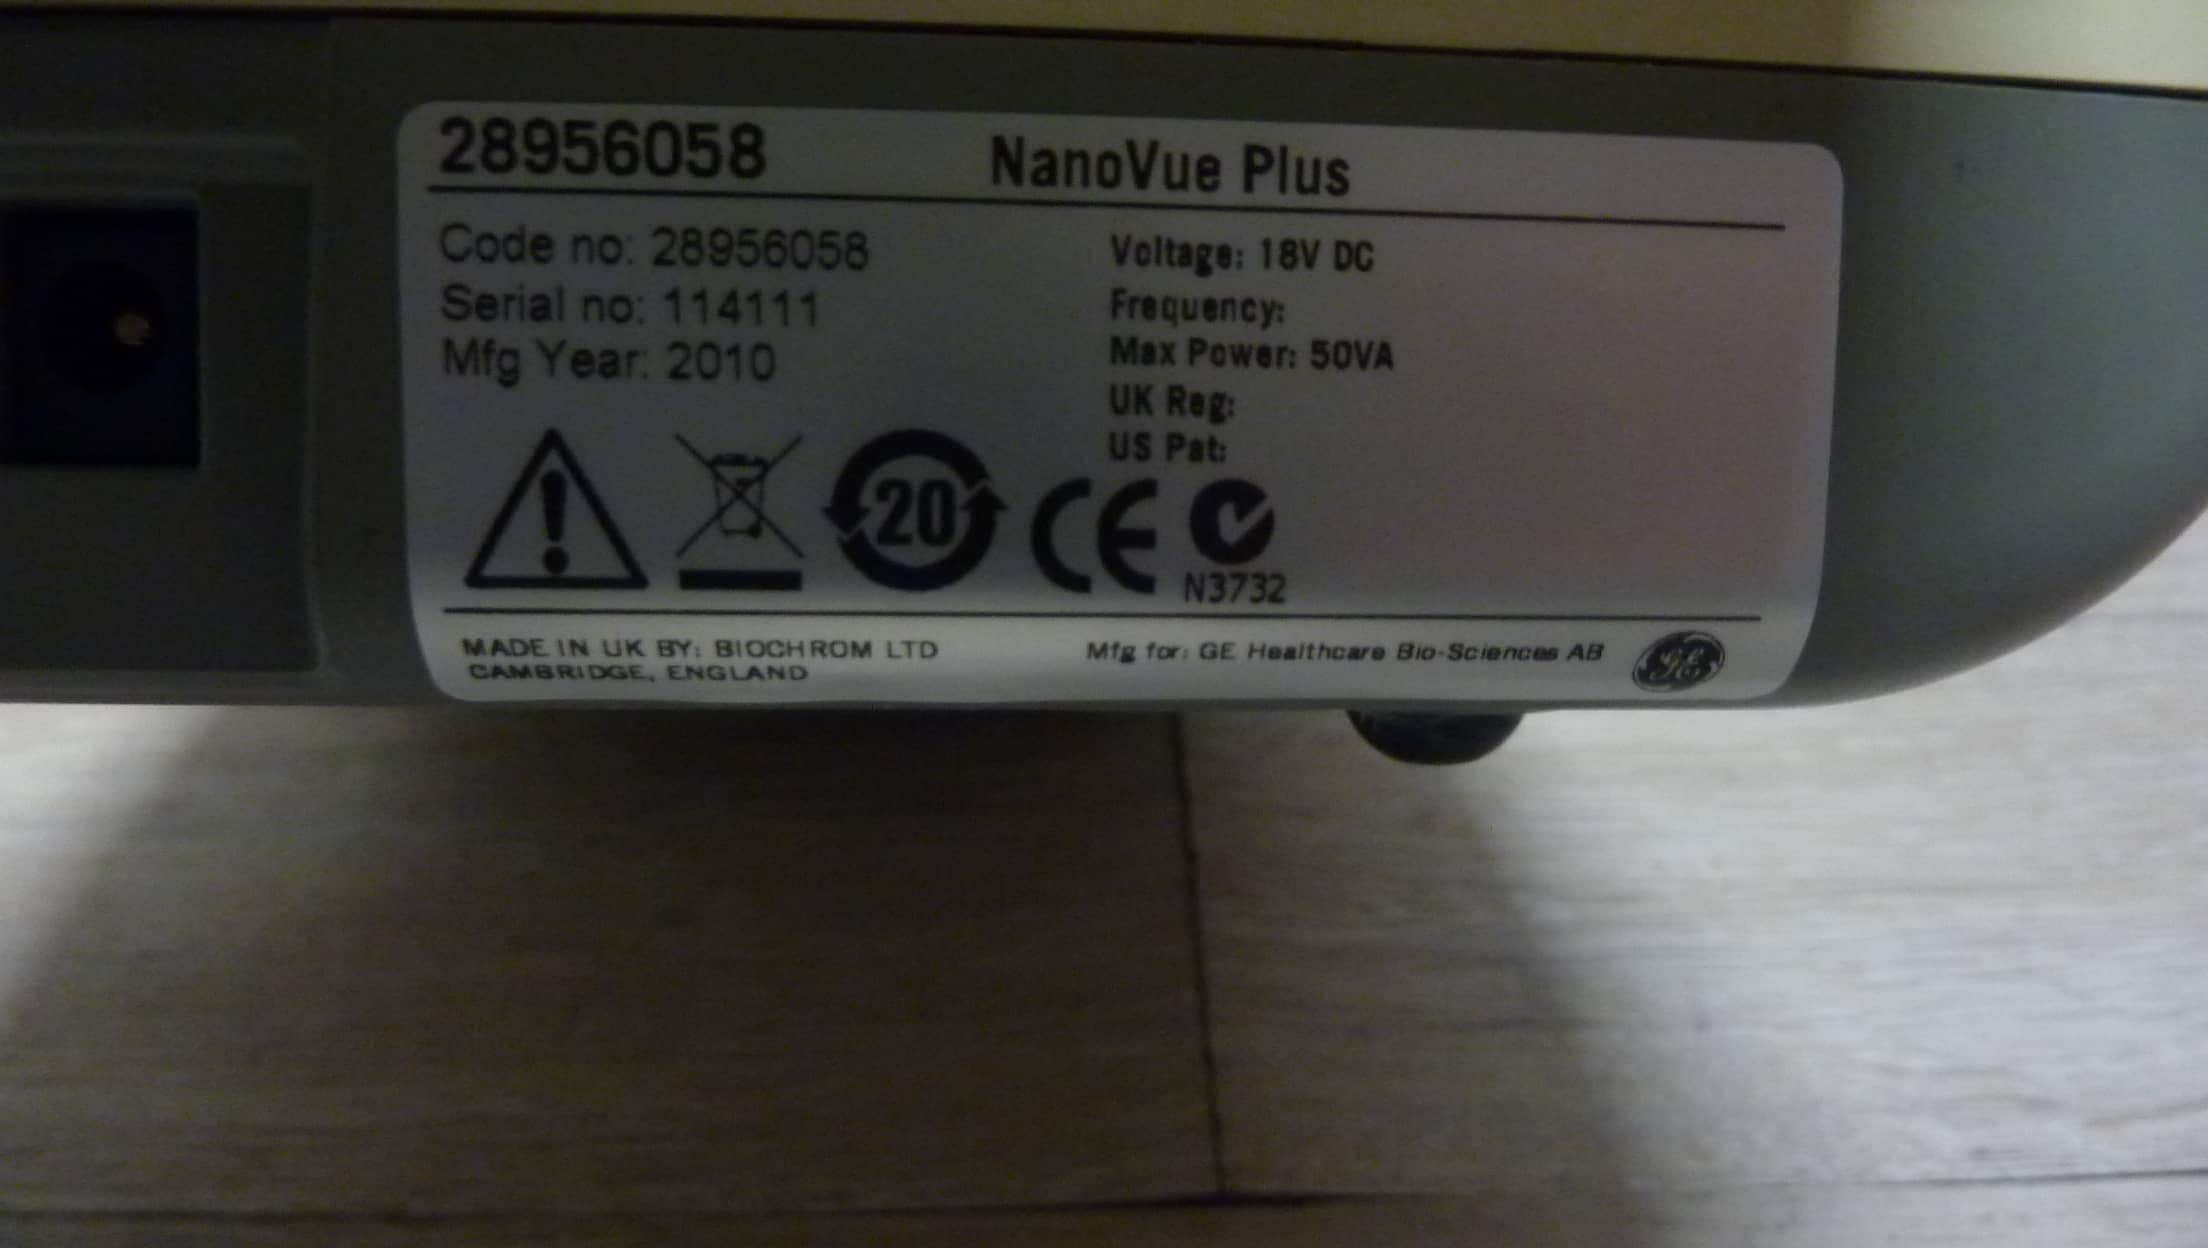 28956058 NanoVue Plus
Code no: 28956058
Serial no: 114111
Mfg Year: 2010
Voltage: 18V DC
Frequency:
Max Power: 50VA
UK Reg:
US Pat:
20
CE
N3732
MADE IN UK BY: BIOCHROM LTD
CAMBRIDGE, ENGLAND
Mfg for: GE Healthcare Bio-Sciences AB
GE